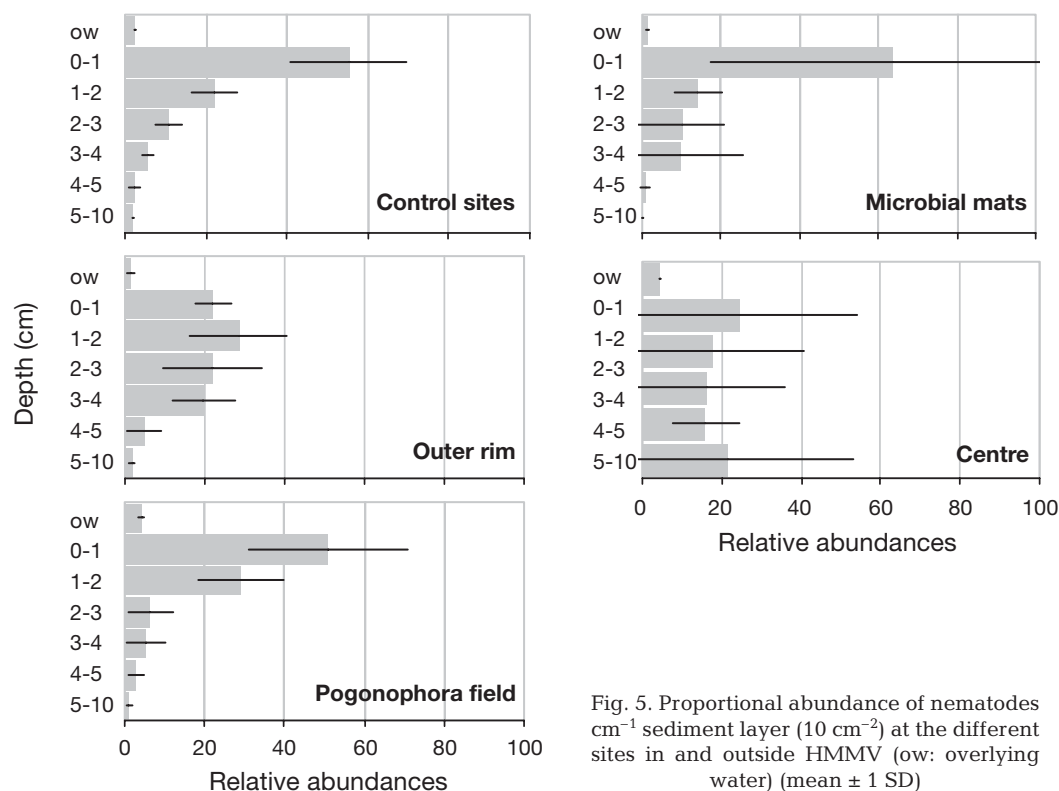 ow
0-1
1-2
2-3
3-4
4-5
5-10
Control sites
ow
0-1
1-2
2-3
3-4
4-5
5-10
Microbial mats
Depth (cm)
ow
0-1
1-2
2-3
3-4
4-5
5-10
Outer rim
ow
0-1
1-2
2-3
3-4
4-5
5-10
Centre
0 20 40 60 80 100
Relative abundances
ow
0-1
1-2
2-3
3-4
4-5
5-10
Pogonophora field
0 20 40 60 80 100
Relative abundances
Fig. 5. Proportional abundance of nematodes
cm⁻¹ sediment layer (10 cm⁻²) at the different
sites in and outside HMMV (ow: overlying
water) (mean ± 1 SD)